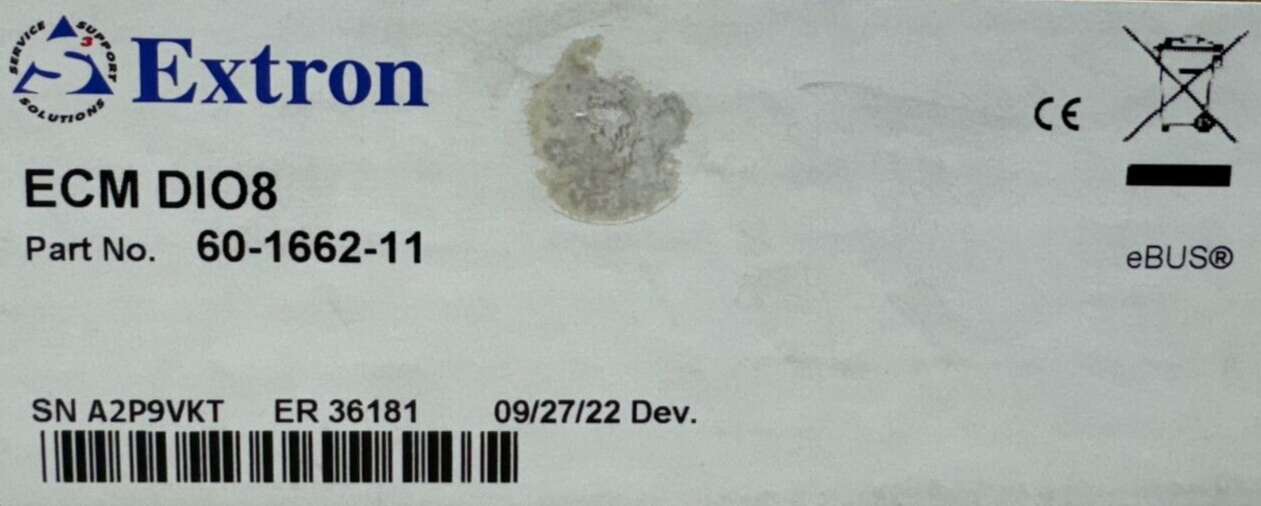 SERVICE SUPPORT SOLUTIONS
S3
Extron
CE
ECM DIO8
Part No. 60-1662-11
eBUS®
SN A2P9VKT ER 36181 09/27/22 Dev.